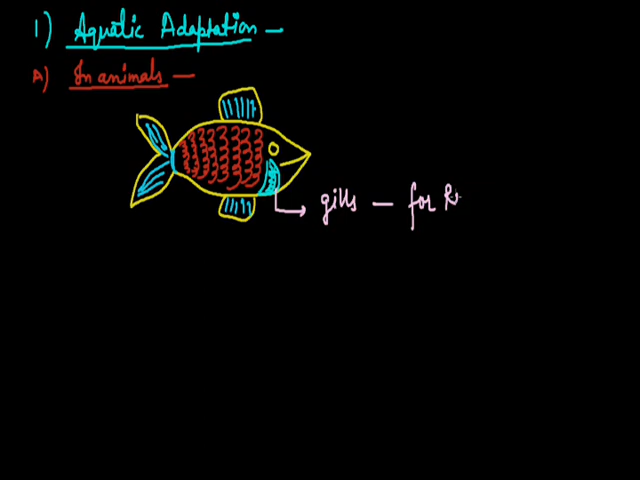 1) Aquatic Adaptation –
A) In animals –
gills – for